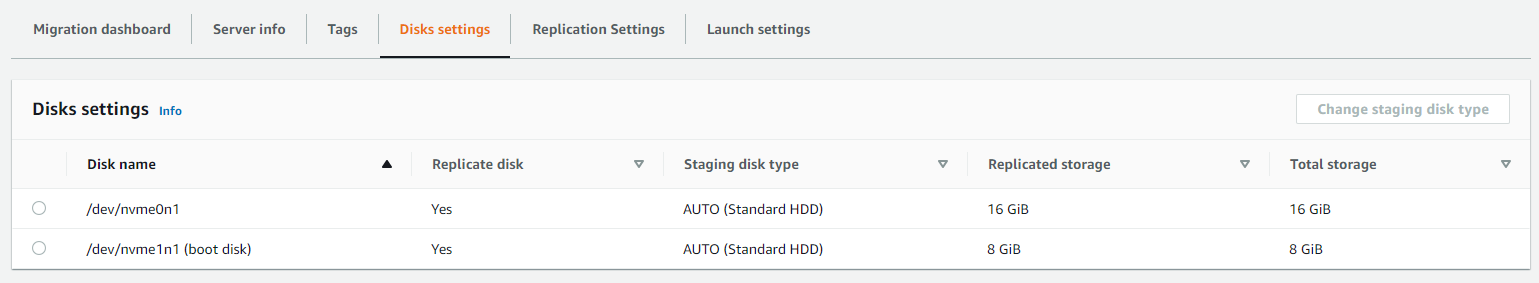 Migration dashboard Server info Tags Disks settings Replication Settings Launch settings
Disks settings Info Change staging disk type
Disk name Replicate disk Staging disk type Replicated storage Total storage
/dev/nvme0n1 Yes AUTO (Standard HDD) 16 GiB 16 GiB
/dev/nvme1n1 (boot disk) Yes AUTO (Standard HDD) 8 GiB 8 GiB